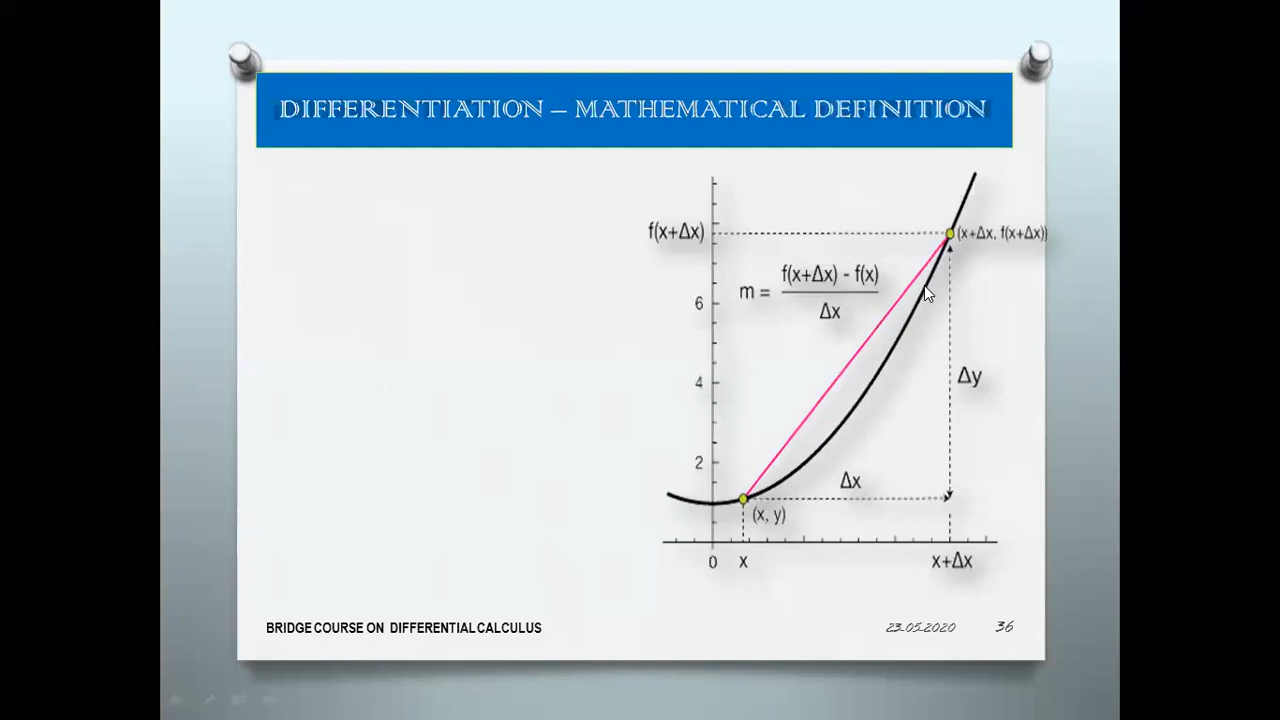 DIFFERENTIATION – MATHEMATICAL DEFINITION
f(x+Δx)
(x+Δx, f(x+Δx))
m = f(x+Δx) - f(x)
Δx
6
4
Δy
2
Δx
(x, y)
0 x x+Δx
BRIDGE COURSE ON DIFFERENTIAL CALCULUS 23.05.2020 36